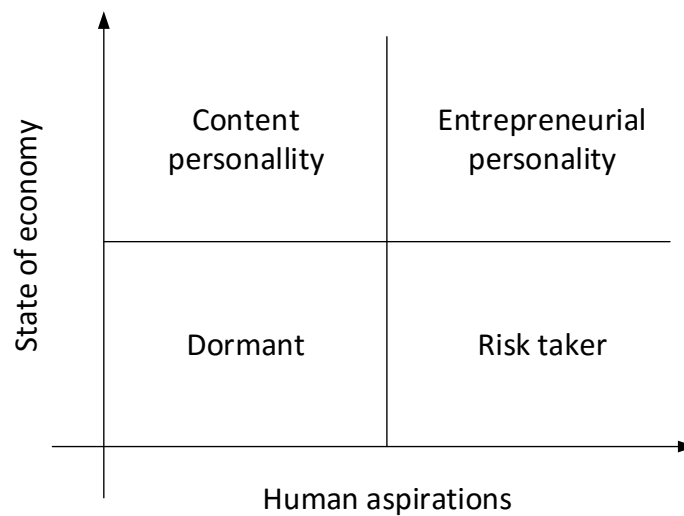 State of economy
Content
personallity
Entrepreneurial
personality
Dormant
Risk taker
Human aspirations